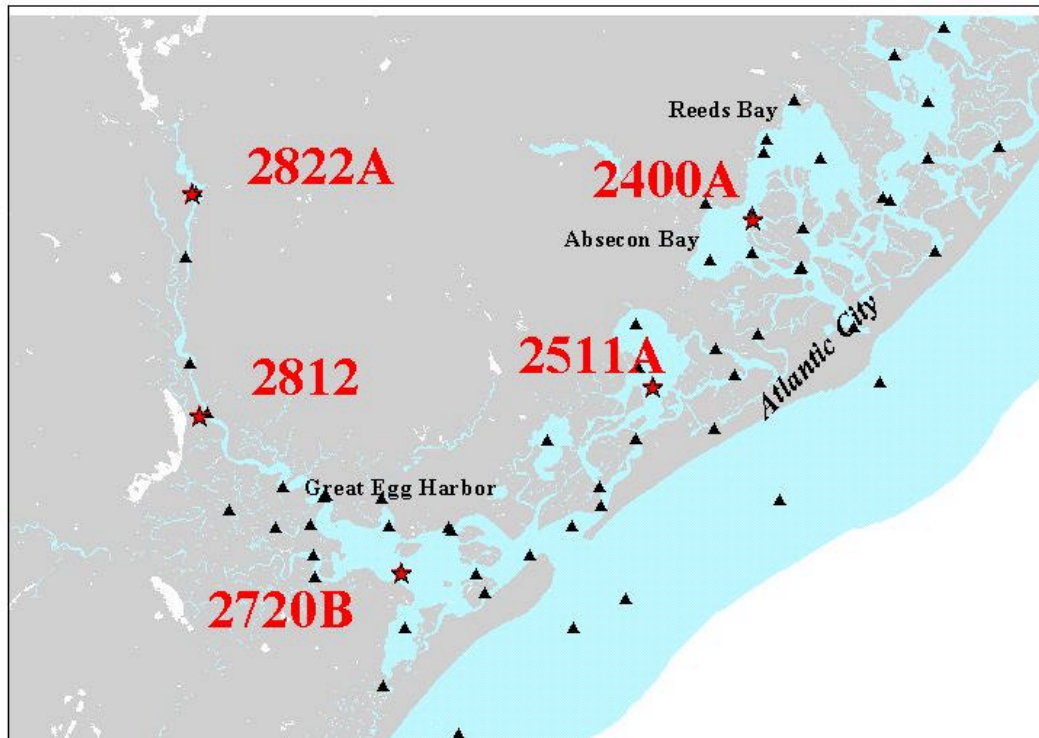 Reeds Bay
2822A
2400A
Absecon Bay
Atlantic City
2511A
2812
Great Egg Harbor
2720B